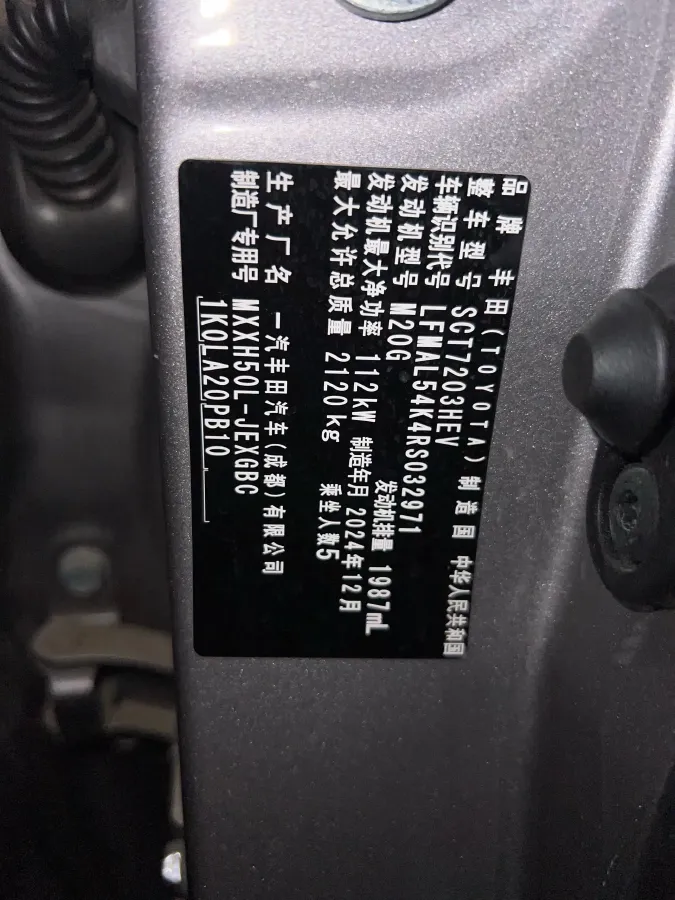 品牌 丰田(TOYOTA) 制造国 中华人民共和国
整车型号 SCT7203HEV
车辆识别代号 LFMAL54K4RS032971
发动机型号 M20G 发动机排量 1987mL
发动机最大净功率 112kW 制造年月 2024年12月
最大允许总质量 2120kg 乘坐人数5
生产厂名 一汽丰田汽车(成都)有限公司
制造厂专用号 MXXH50L-JEXGBC
1K0LA20PB10